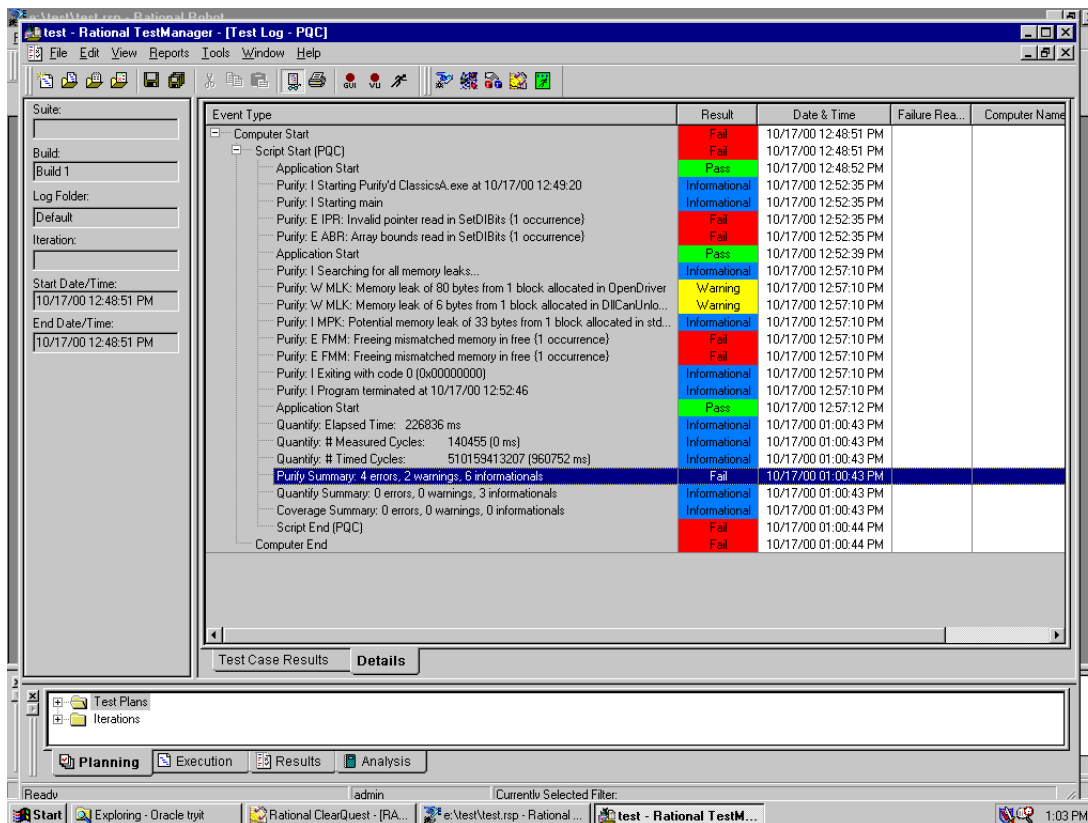 e:\test\test.rsp - Rational Robot
test - Rational TestManager - [Test Log - PQC]
File Edit View Reports Tools Window Help
GUI VU
Suite:
Build:
Build 1
Log Folder:
Default
Iteration:
Start Date/Time:
10/17/00 12:48:51 PM
End Date/Time:
10/17/00 12:48:51 PM
Event Type Result Date & Time Failure Rea... Computer Name
Computer Start Fail 10/17/00 12:48:51 PM
Script Start (PQC) Fail 10/17/00 12:48:51 PM
Application Start Pass 10/17/00 12:48:52 PM
Purify: I Starting Purify'd ClassicsA.exe at 10/17/00 12:49:20 Informational 10/17/00 12:52:35 PM
Purify: I Starting main Informational 10/17/00 12:52:35 PM
Purify: E IPR: Invalid pointer read in SetDIBits {1 occurrence} Fail 10/17/00 12:52:35 PM
Purify: E ABR: Array bounds read in SetDIBits {1 occurrence} Fail 10/17/00 12:52:35 PM
Application Start Pass 10/17/00 12:52:39 PM
Purify: I Searching for all memory leaks... Informational 10/17/00 12:57:10 PM
Purify: W MLK: Memory leak of 80 bytes from 1 block allocated in OpenDriver Warning 10/17/00 12:57:10 PM
Purify: W MLK: Memory leak of 6 bytes from 1 block allocated in DllCanUnlo... Warning 10/17/00 12:57:10 PM
Purify: I MPK: Potential memory leak of 33 bytes from 1 block allocated in std... Informational 10/17/00 12:57:10 PM
Purify: E FMM: Freeing mismatched memory in free {1 occurrence} Fail 10/17/00 12:57:10 PM
Purify: E FMM: Freeing mismatched memory in free {1 occurrence} Fail 10/17/00 12:57:10 PM
Purify: I Exiting with code 0 (0x00000000) Informational 10/17/00 12:57:10 PM
Purify: I Program terminated at 10/17/00 12:52:46 Informational 10/17/00 12:57:10 PM
Application Start Pass 10/17/00 12:57:12 PM
Quantify: Elapsed Time: 226836 ms Informational 10/17/00 01:00:43 PM
Quantify: # Measured Cycles: 140455 (0 ms) Informational 10/17/00 01:00:43 PM
Quantify: # Timed Cycles: 510159413207 (960752 ms) Informational 10/17/00 01:00:43 PM
Purify Summary: 4 errors, 2 warnings, 6 informationals Fail 10/17/00 01:00:43 PM
Quantify Summary: 0 errors, 0 warnings, 3 informationals Informational 10/17/00 01:00:43 PM
Coverage Summary: 0 errors, 0 warnings, 0 informationals Informational 10/17/00 01:00:43 PM
Script End (PQC) Fail 10/17/00 01:00:44 PM
Computer End Fail 10/17/00 01:00:44 PM
Test Case Results Details
Test Plans
Iterations
Planning Execution Results Analysis
Ready admin Currently Selected Filter:
Start Exploring - Oracle tryit Rational ClearQuest - [RA... e:\test\test.rsp - Rational ... test - Rational TestM... 1:03 PM